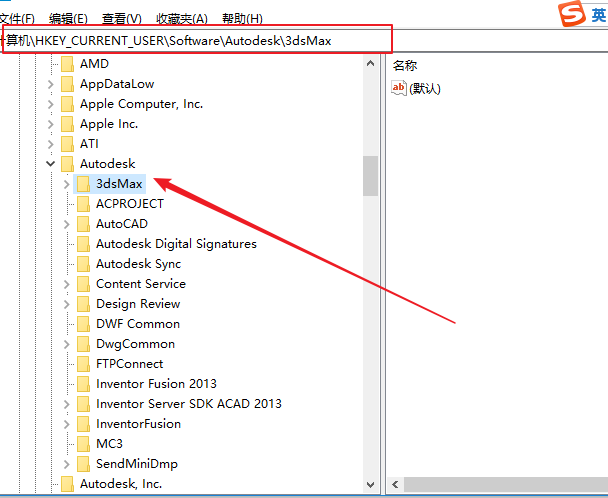 文件(F) 编辑(E) 查看(V) 收藏夹(A) 帮助(H)
英
计算机\HKEY_CURRENT_USER\Software\Autodesk\3dsMax
名称
ab (默认)
AMD
AppDataLow
Apple Computer, Inc.
Apple Inc.
ATI
Autodesk
3dsMax
ACPROJECT
AutoCAD
Autodesk Digital Signatures
Autodesk Sync
Content Service
Design Review
DWF Common
DwgCommon
FTPConnect
Inventor Fusion 2013
Inventor Server SDK ACAD 2013
InventorFusion
MC3
SendMiniDmp
Autodesk, Inc.